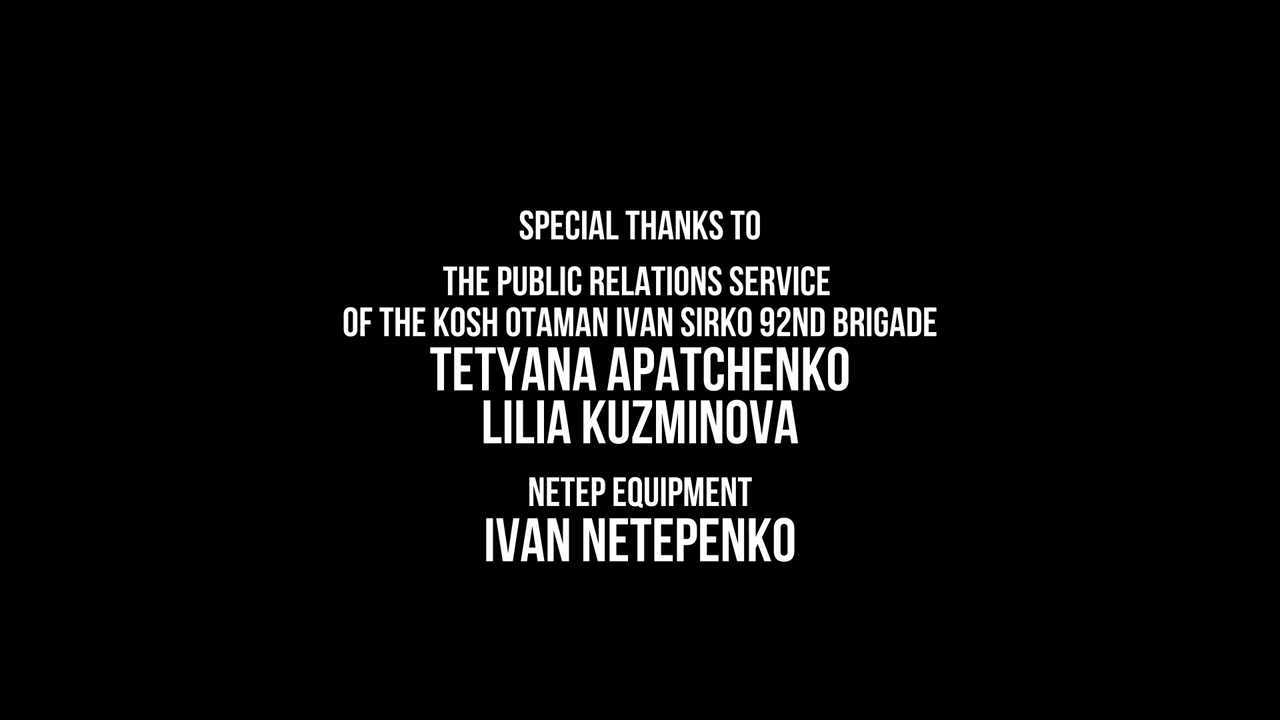 SPECIAL THANKS TO
THE PUBLIC RELATIONS SERVICE
OF THE KOSH OTAMAN IVAN SIRKO 92ND BRIGADE
TETYANA APATCHENKO
LILIA KUZMINOVA
NETEP EQUIPMENT
IVAN NETEPENKO